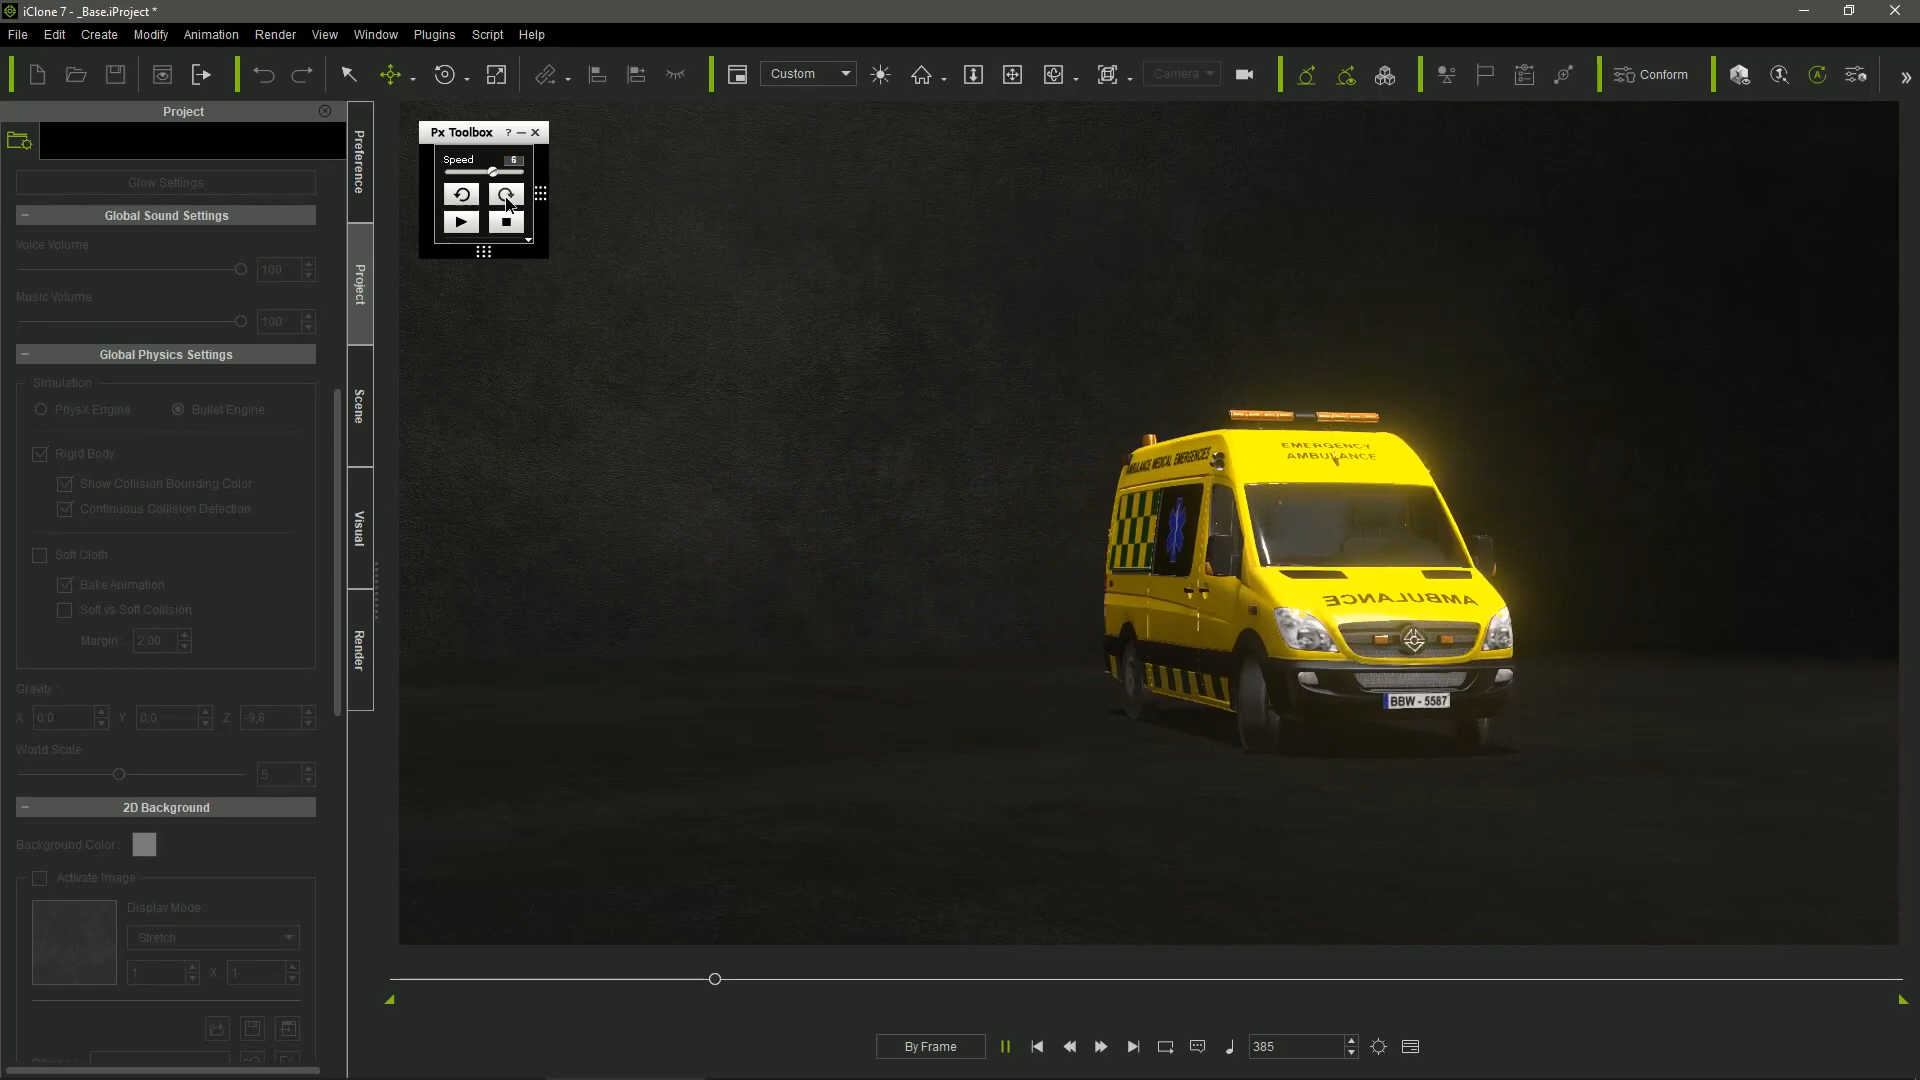 iClone 7 - _Base.iProject *
File Edit Create Modify Animation Render View Window Plugins Script Help
Custom
Camera
Conform
Project
Glow Settings
Global Sound Settings
Voice Volume
100
Music Volume
100
Global Physics Settings
Simulation
PhysX Engine
Bullet Engine
Rigid Body
Show Collision Bounding Color
Continuous Collision Detection
Soft Cloth
Bake Animation
Soft vs Soft Collision
Margin : 2,00
Gravity
X 0,0 Y 0,0 Z -9,8
World Scale
5
2D Background
Background Color :
Activate Image
Display Mode :
Stretch
1 X 1
Preference
Project
Scene
Visual
Render
Px Toolbox ? – ×
Speed 6
EMERGENCY
AMBULANCE
AMBULANCE MEDICAL EMERGENCIES
AMBULANCE
BBW - 5587
By Frame
385